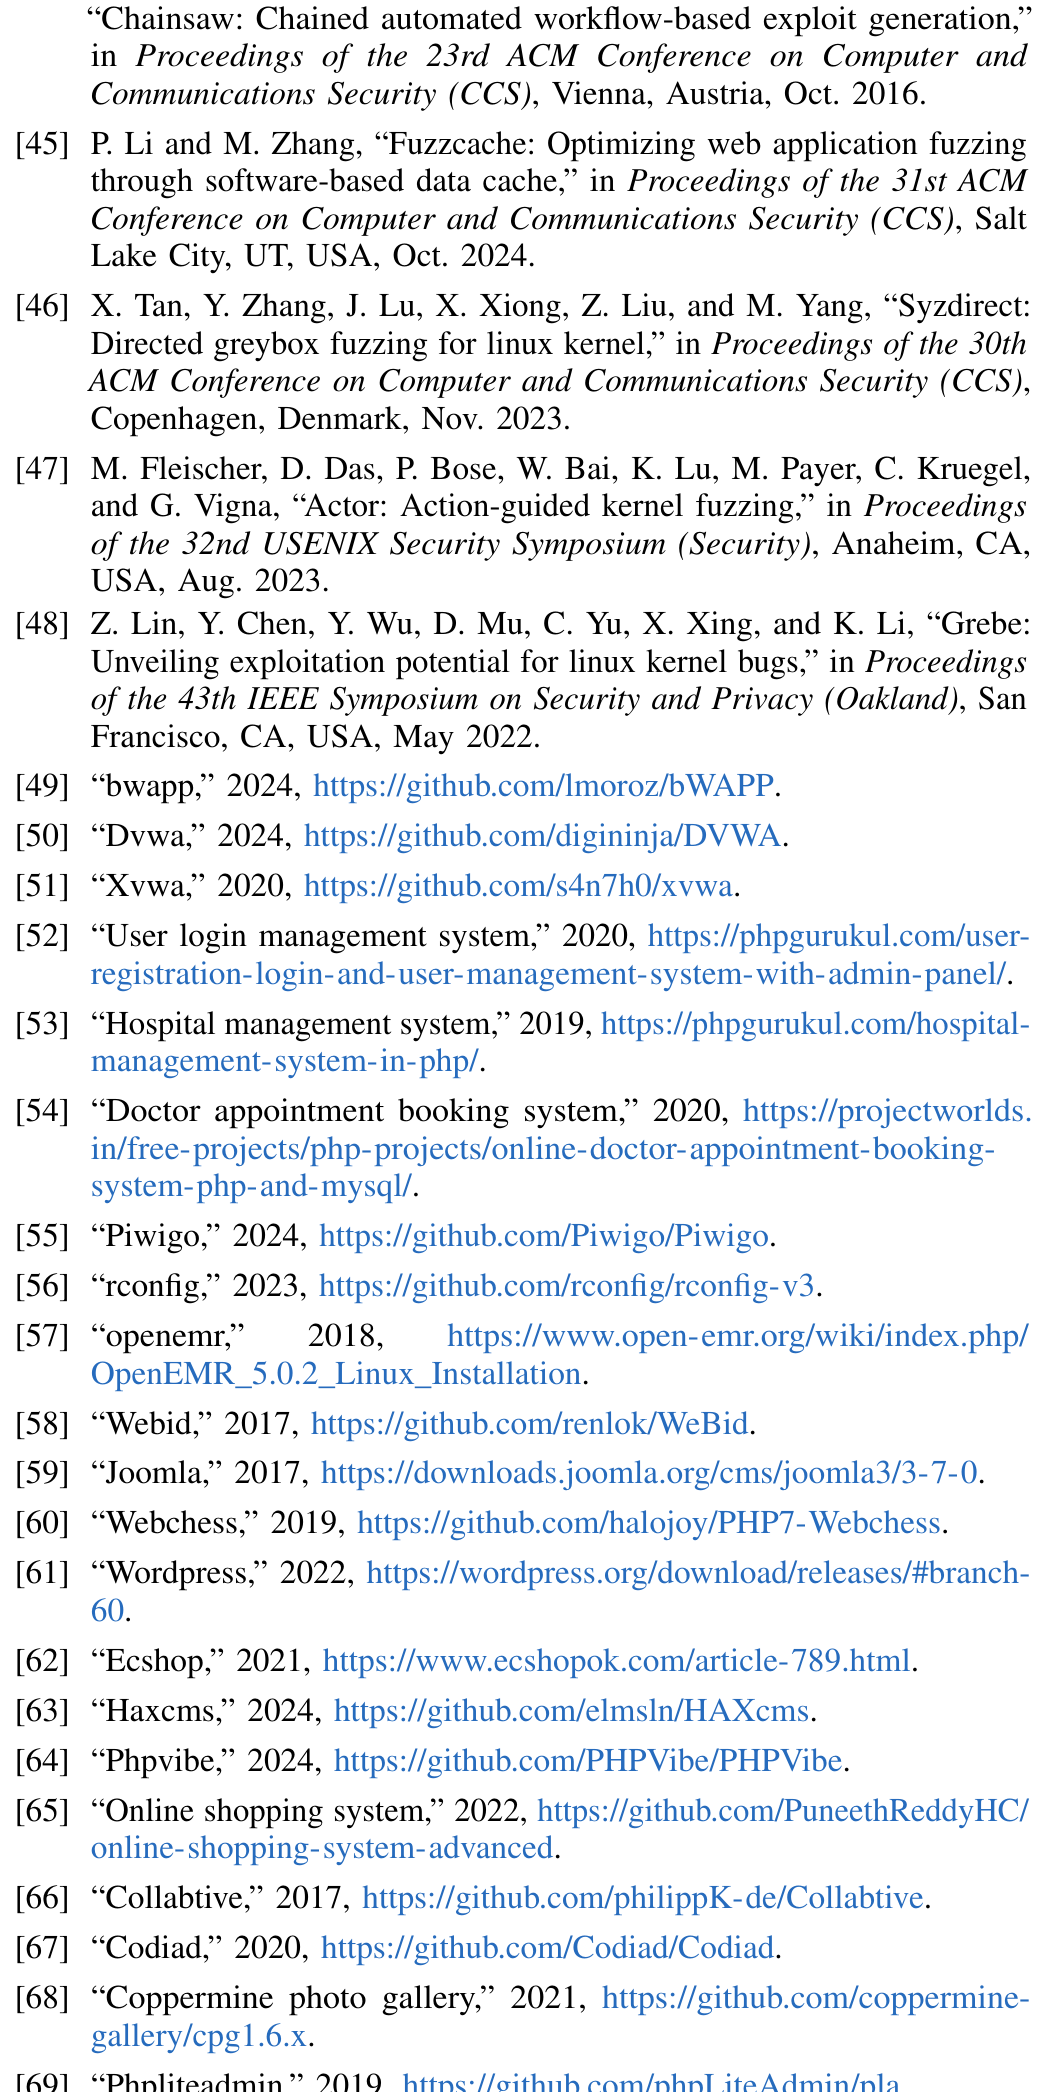 “Chainsaw: Chained automated workflow-based exploit generation,”
in Proceedings of the 23rd ACM Conference on Computer and
Communications Security (CCS), Vienna, Austria, Oct. 2016.
[45] P. Li and M. Zhang, “Fuzzcache: Optimizing web application fuzzing
through software-based data cache,” in Proceedings of the 31st ACM
Conference on Computer and Communications Security (CCS), Salt
Lake City, UT, USA, Oct. 2024.
[46] X. Tan, Y. Zhang, J. Lu, X. Xiong, Z. Liu, and M. Yang, “Syzdirect:
Directed greybox fuzzing for linux kernel,” in Proceedings of the 30th
ACM Conference on Computer and Communications Security (CCS),
Copenhagen, Denmark, Nov. 2023.
[47] M. Fleischer, D. Das, P. Bose, W. Bai, K. Lu, M. Payer, C. Kruegel,
and G. Vigna, “Actor: Action-guided kernel fuzzing,” in Proceedings
of the 32nd USENIX Security Symposium (Security), Anaheim, CA,
USA, Aug. 2023.
[48] Z. Lin, Y. Chen, Y. Wu, D. Mu, C. Yu, X. Xing, and K. Li, “Grebe:
Unveiling exploitation potential for linux kernel bugs,” in Proceedings
of the 43th IEEE Symposium on Security and Privacy (Oakland), San
Francisco, CA, USA, May 2022.
[49] “bwapp,” 2024, https://github.com/lmoroz/bWAPP.
[50] “Dvwa,” 2024, https://github.com/digininja/DVWA.
[51] “Xvwa,” 2020, https://github.com/s4n7h0/xvwa.
[52] “User login management system,” 2020, https://phpgurukul.com/user-
registration-login-and-user-management-system-with-admin-panel/.
[53] “Hospital management system,” 2019, https://phpgurukul.com/hospital-
management-system-in-php/.
[54] “Doctor appointment booking system,” 2020, https://projectworlds.
in/free-projects/php-projects/online-doctor-appointment-booking-
system-php-and-mysql/.
[55] “Piwigo,” 2024, https://github.com/Piwigo/Piwigo.
[56] “rconfig,” 2023, https://github.com/rconfig/rconfig-v3.
[57] “openemr,” 2018, https://www.open-emr.org/wiki/index.php/
OpenEMR_5.0.2_Linux_Installation.
[58] “Webid,” 2017, https://github.com/renlok/WeBid.
[59] “Joomla,” 2017, https://downloads.joomla.org/cms/joomla3/3-7-0.
[60] “Webchess,” 2019, https://github.com/halojoy/PHP7-Webchess.
[61] “Wordpress,” 2022, https://wordpress.org/download/releases/#branch-
60.
[62] “Ecshop,” 2021, https://www.ecshopok.com/article-789.html.
[63] “Haxcms,” 2024, https://github.com/elmsln/HAXcms.
[64] “Phpvibe,” 2024, https://github.com/PHPVibe/PHPVibe.
[65] “Online shopping system,” 2022, https://github.com/PuneethReddyHC/
online-shopping-system-advanced.
[66] “Collabtive,” 2017, https://github.com/philippK-de/Collabtive.
[67] “Codiad,” 2020, https://github.com/Codiad/Codiad.
[68] “Coppermine photo gallery,” 2021, https://github.com/coppermine-
gallery/cpg1.6.x.
[69] “Phpliteadmin,” 2019, https://github.com/phpLiteAdmin/pla.